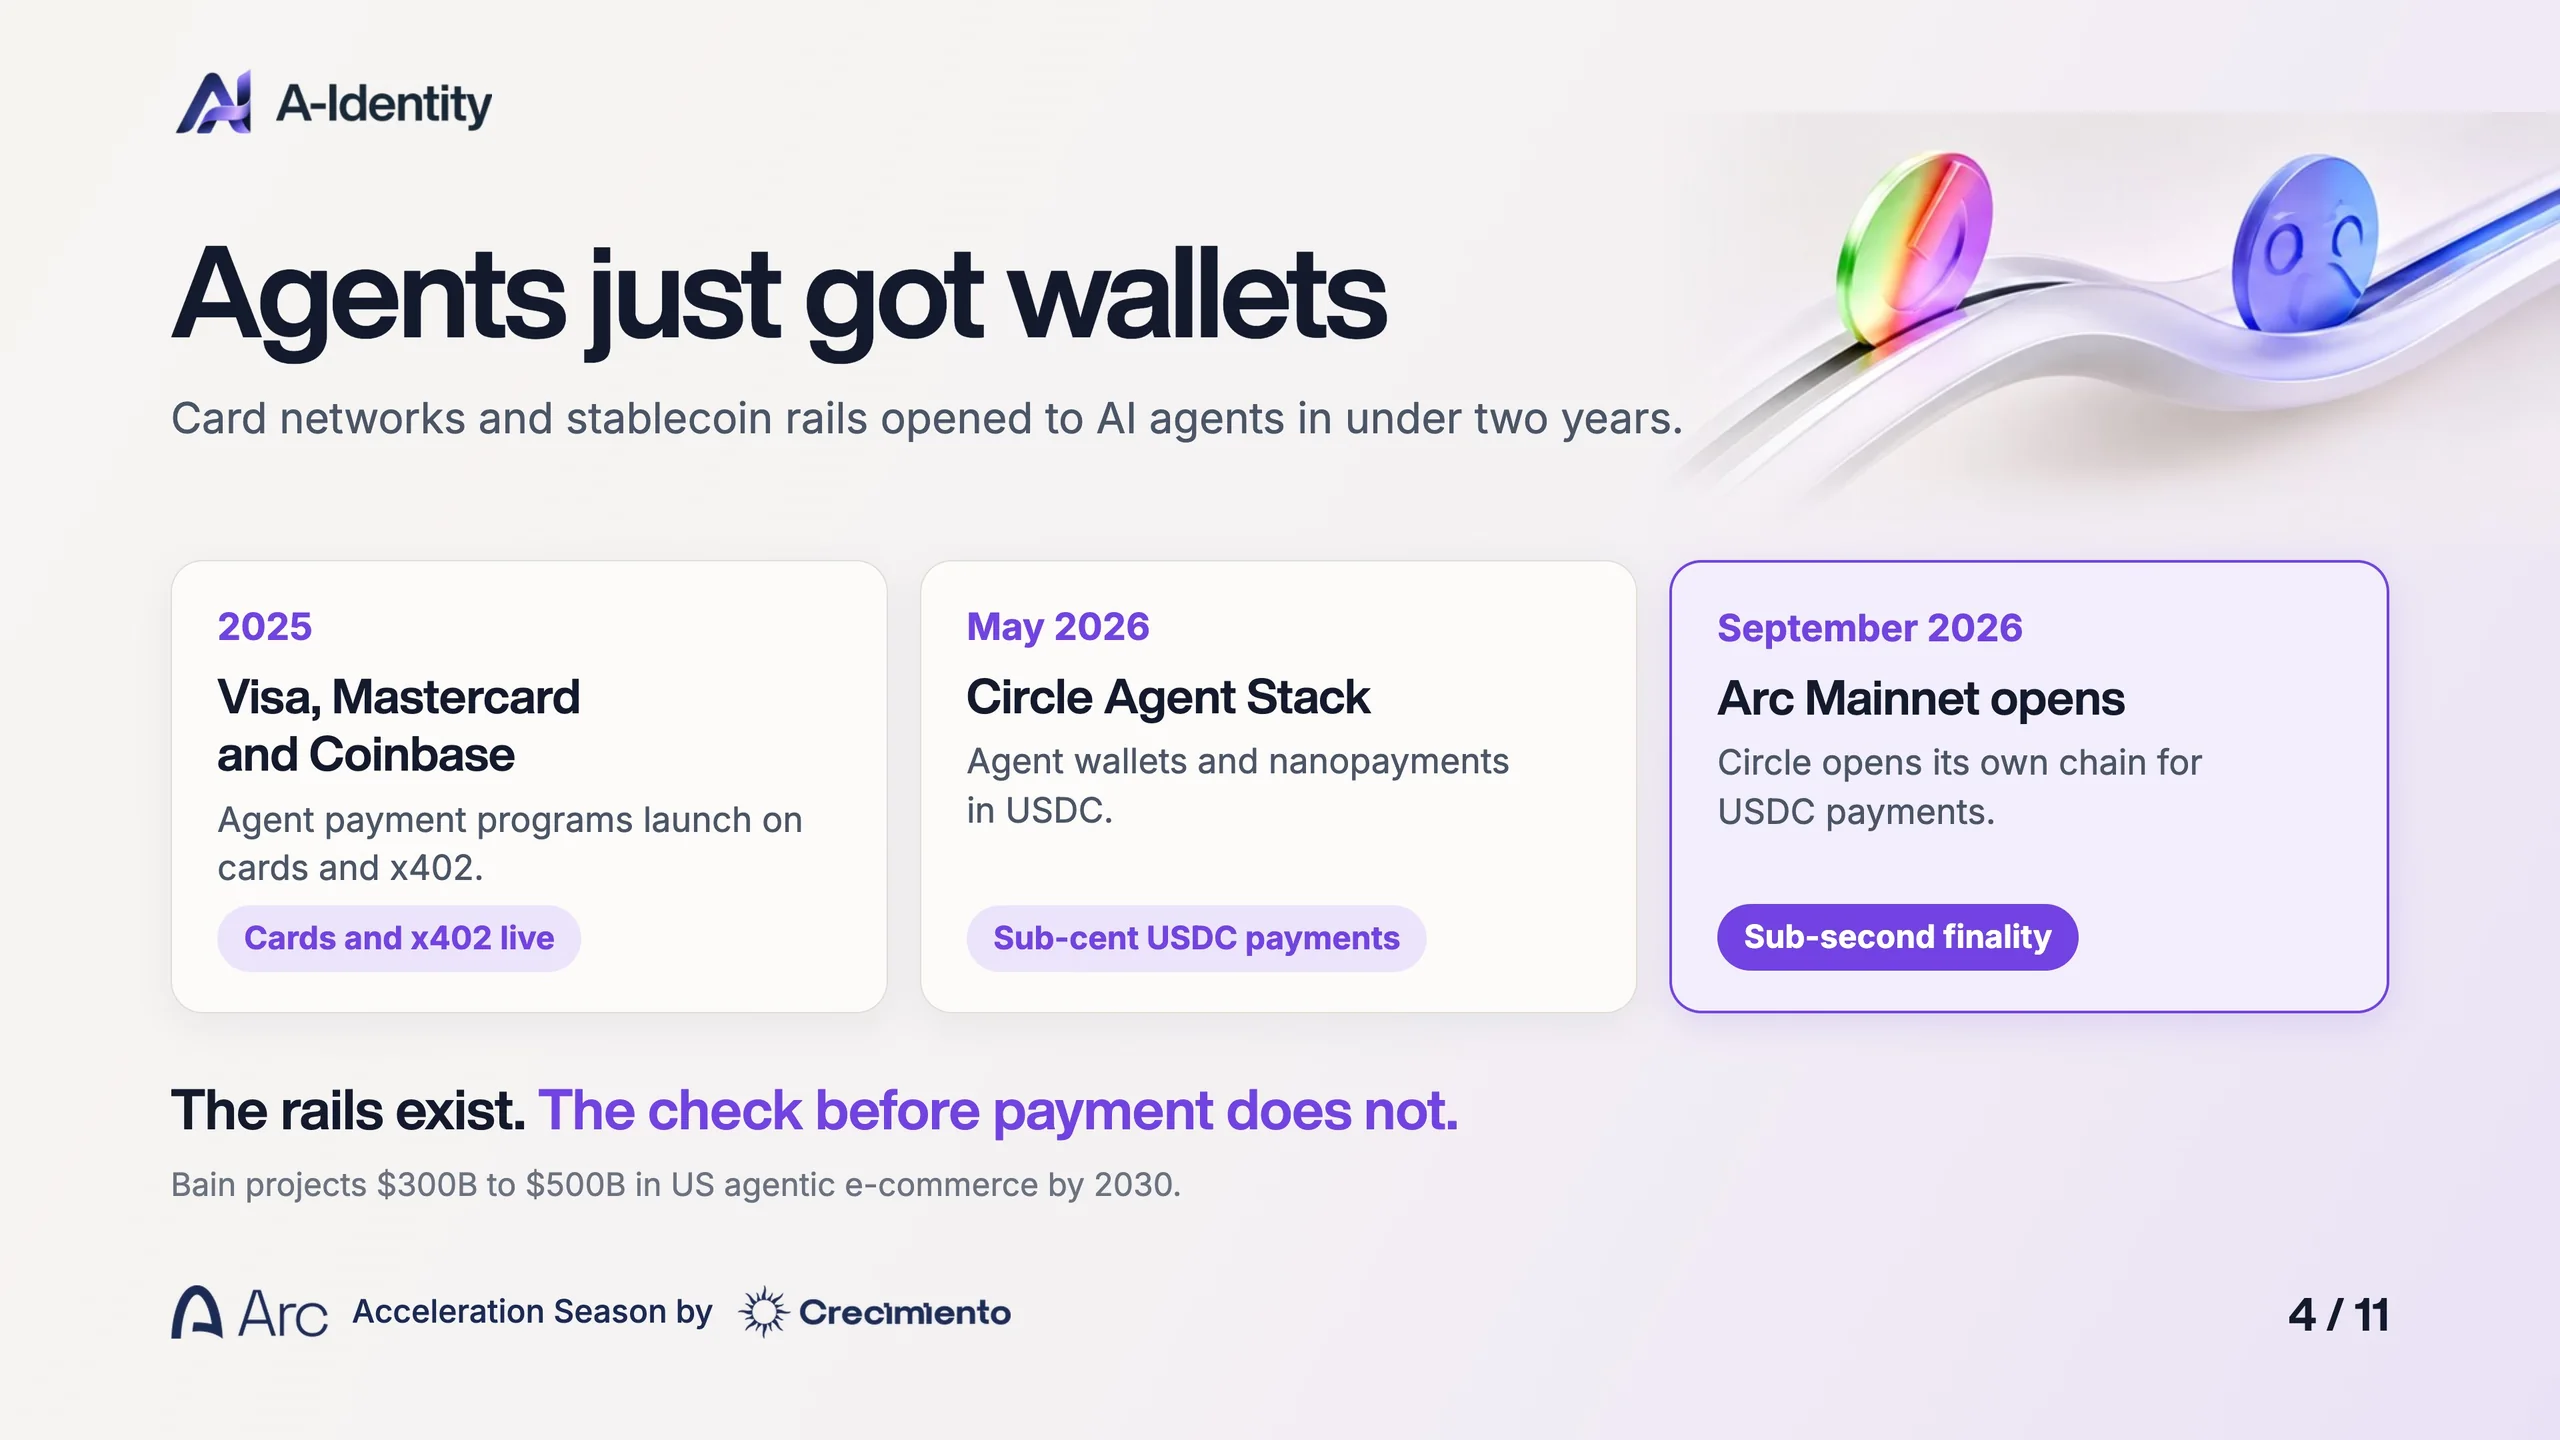 A-Identity
Agents just got wallets
Card networks and stablecoin rails opened to AI agents in under two years.
2025
Visa, Mastercard
and Coinbase
Agent payment programs launch on
cards and x402.
Cards and x402 live
May 2026
Circle Agent Stack
Agent wallets and nanopayments
in USDC.
Sub-cent USDC payments
September 2026
Arc Mainnet opens
Circle opens its own chain for
USDC payments.
Sub-second finality
The rails exist. The check before payment does not.
Bain projects $300B to $500B in US agentic e-commerce by 2030.
Arc Acceleration Season by Crecimiento
4 / 11